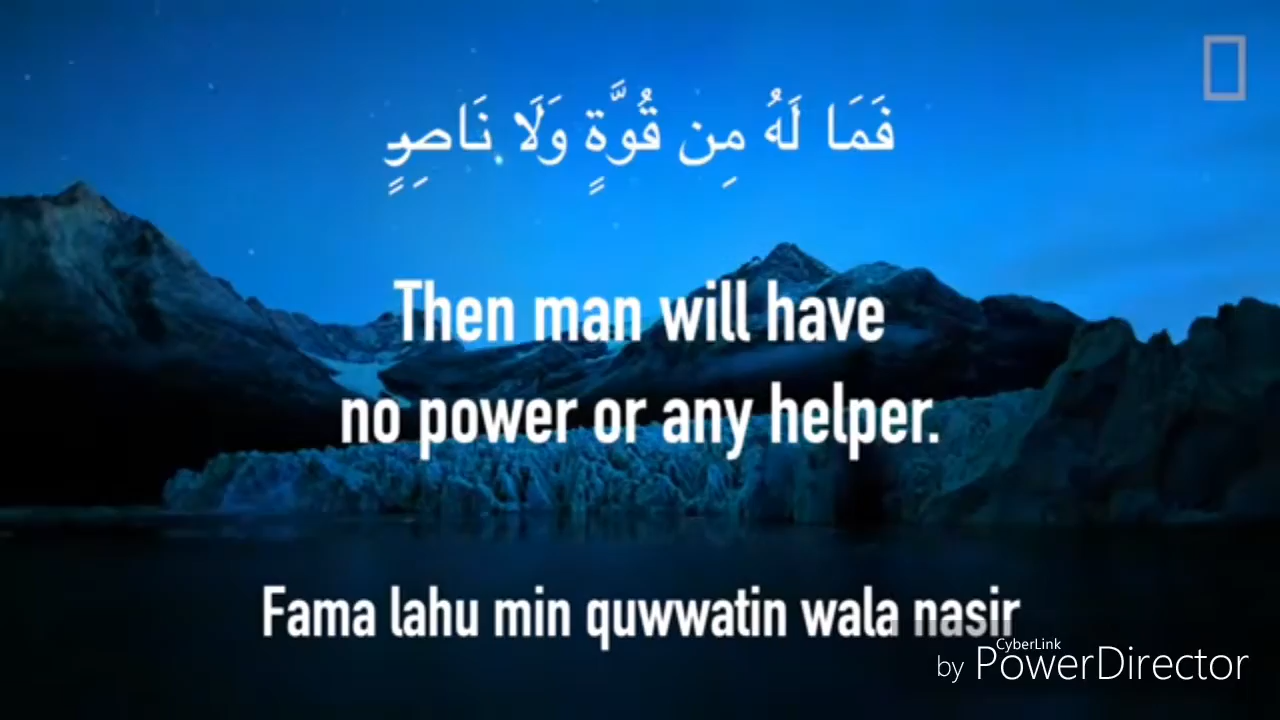 فَمَا لَهُ مِن قُوَّةٍ وَلَا نَاصِرٍ
Then man will have
no power or any helper.
Fama lahu min quwwatin wala nasir
CyberLink
by PowerDirector